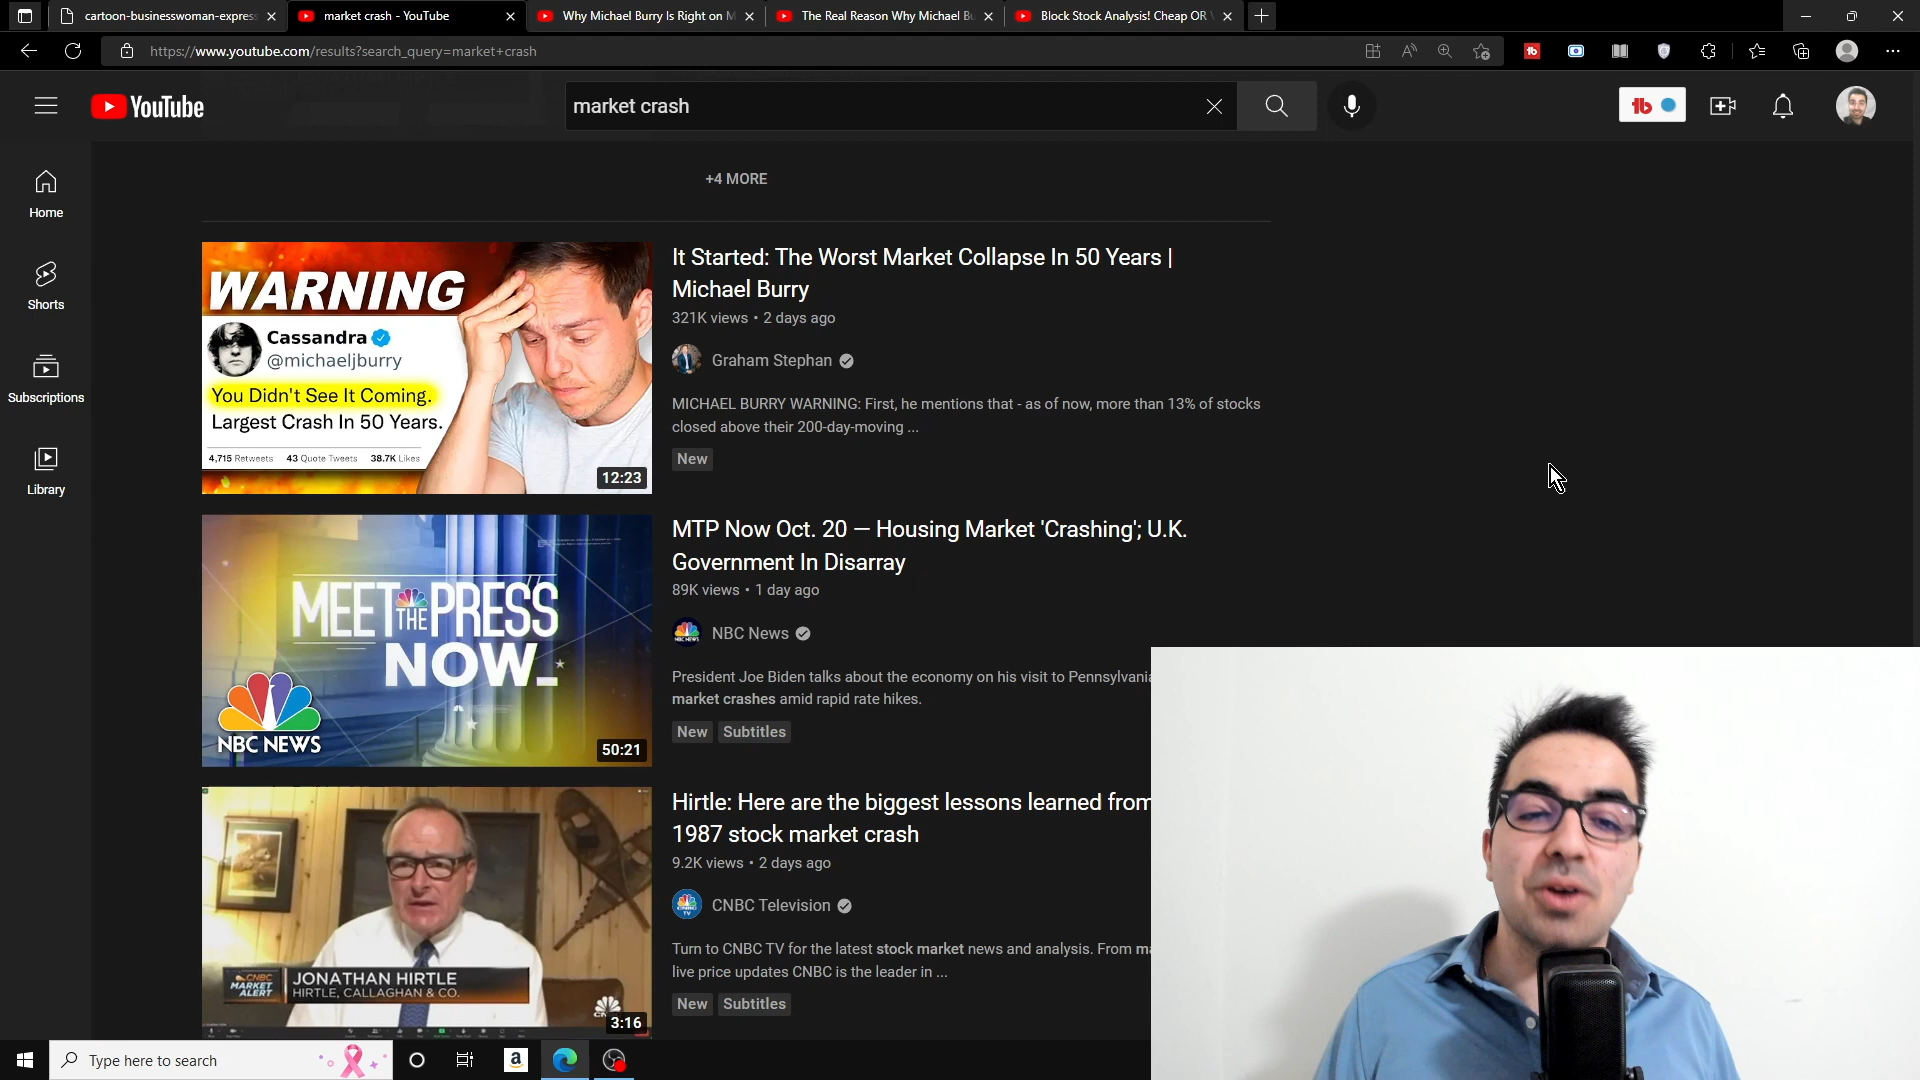 cartoon-businesswoman-express
market crash - YouTube
Why Michael Burry Is Right on M
The Real Reason Why Michael Bu
Block Stock Analysis! Cheap OR
https://www.youtube.com/results?search_query=market+crash
YouTube
market crash
Home
Shorts
Subscriptions
Library
+4 MORE
WARNING
Cassandra
@michaeljburry
You Didn't See It Coming.
Largest Crash In 50 Years.
4,715 Retweets 43 Quote Tweets 38.7K Likes
12:23
It Started: The Worst Market Collapse In 50 Years |
Michael Burry
321K views • 2 days ago
Graham Stephan
MICHAEL BURRY WARNING: First, he mentions that - as of now, more than 13% of stocks
closed above their 200-day-moving ...
New
MEET THE PRESS
NOW_
NBC NEWS
50:21
MTP Now Oct. 20 — Housing Market 'Crashing'; U.K.
Government In Disarray
89K views • 1 day ago
NBC News
President Joe Biden talks about the economy on his visit to Pennsylvania
market crashes amid rapid rate hikes.
New Subtitles
CNBC
MARKET
ALERT
JONATHAN HIRTLE
HIRTLE, CALLAGHAN & CO.
CNBC
3:16
Hirtle: Here are the biggest lessons learned from
1987 stock market crash
9.2K views • 2 days ago
CNBC Television
Turn to CNBC TV for the latest stock market news and analysis. From ma
live price updates CNBC is the leader in ...
New Subtitles
Type here to search